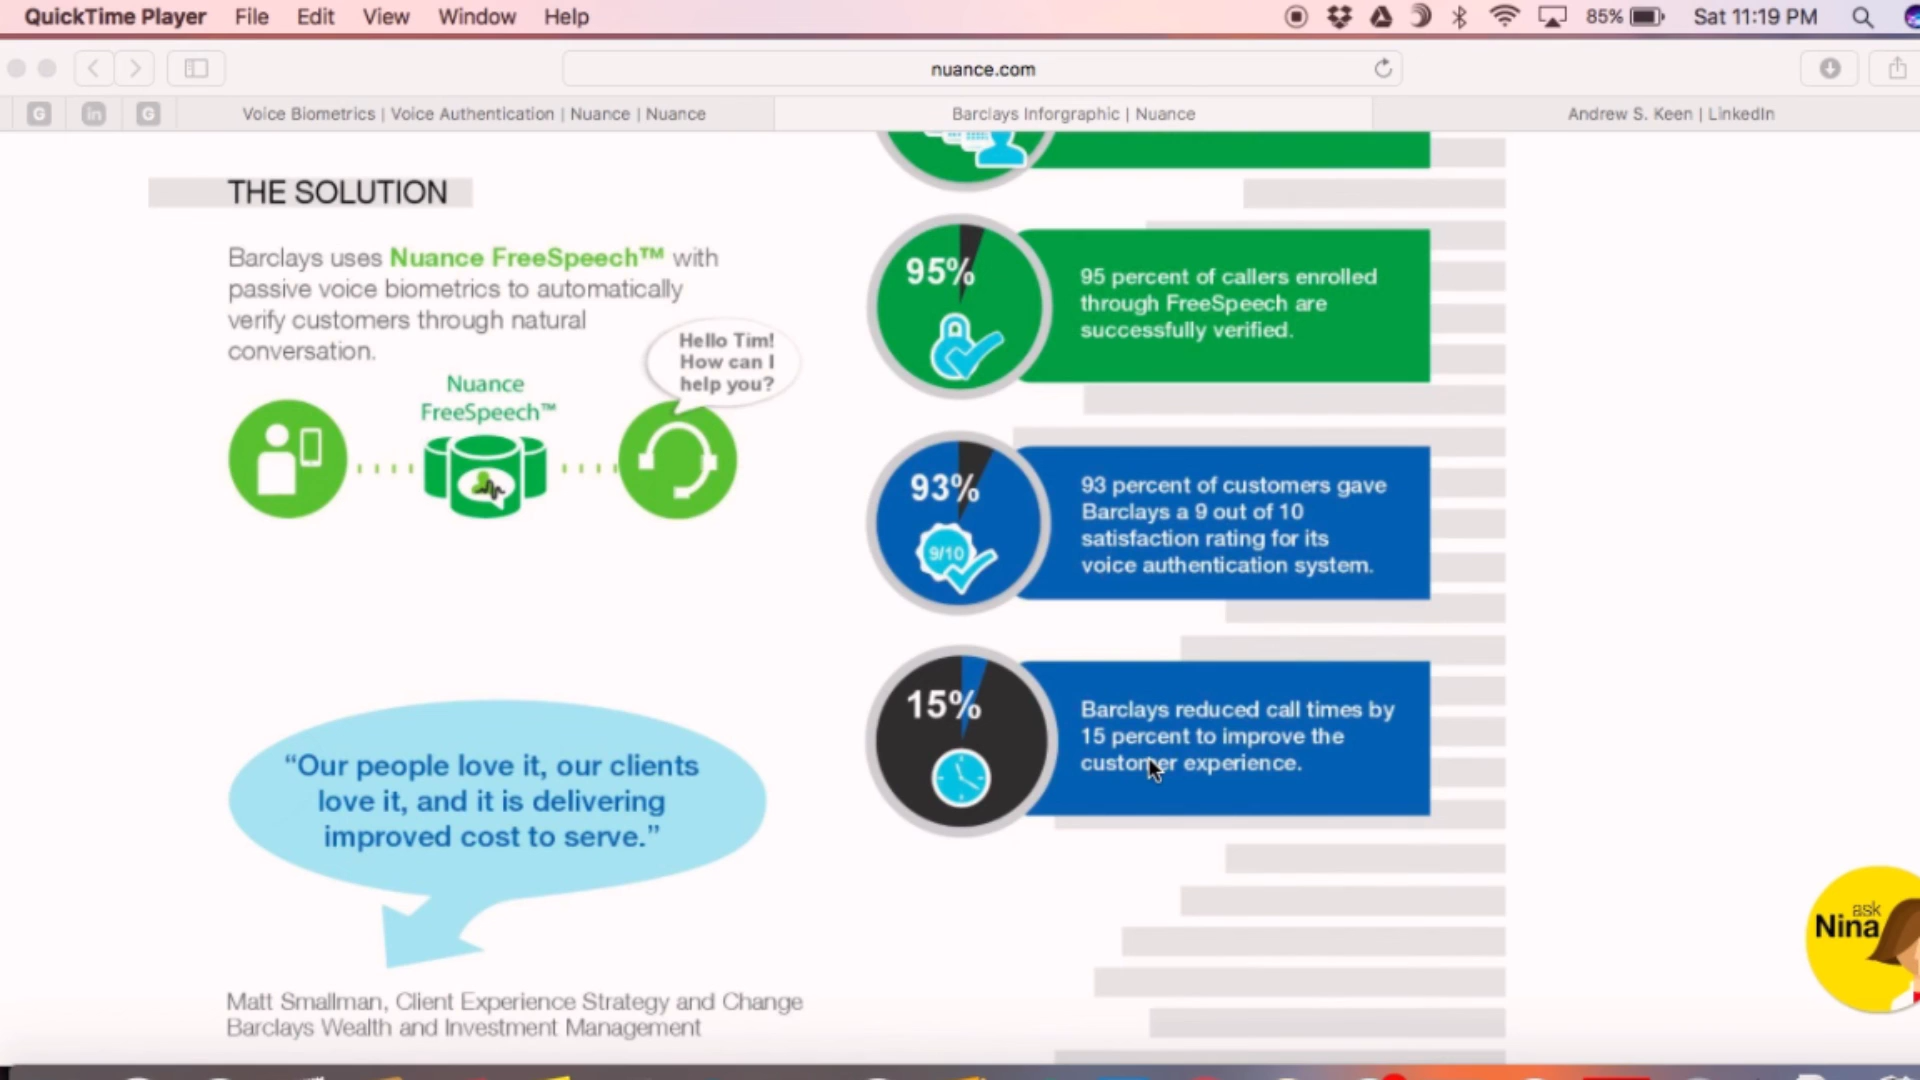 QuickTime Player File Edit View Window Help 85% Sat 11:19 PM
nuance.com
G in G Voice Biometrics | Voice Authentication | Nuance | Nuance Barclays Inforgraphic | Nuance Andrew S. Keen | LinkedIn
THE SOLUTION
Barclays uses Nuance FreeSpeech™ with
passive voice biometrics to automatically
verify customers through natural
conversation.
Hello Tim!
How can I
help you?
Nuance
FreeSpeech™
“Our people love it, our clients
love it, and it is delivering
improved cost to serve.”
Matt Smallman, Client Experience Strategy and Change
Barclays Wealth and Investment Management
95%
95 percent of callers enrolled
through FreeSpeech are
successfully verified.
93%
9/10
93 percent of customers gave
Barclays a 9 out of 10
satisfaction rating for its
voice authentication system.
15%
Barclays reduced call times by
15 percent to improve the
customer experience.
ask
Nina